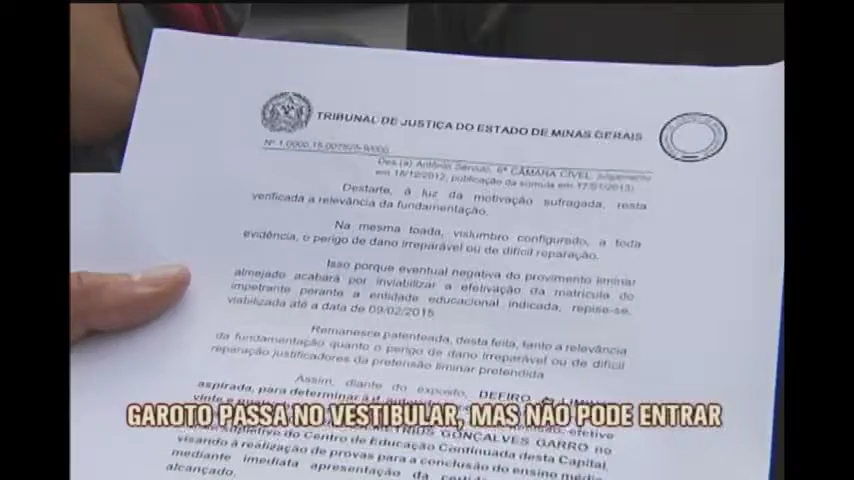 TRIBUNAL DE JUSTIÇA DO ESTADO DE MINAS GERAIS
Des.(a) Antônio Sérvulo, 6ª CÂMARA CÍVEL, julgamento
em 18/12/2012, publicação da súmula em 17/01/2013)
Destarte, à luz da motivação sufragada, resta
verificada a relevância da fundamentação.
Na mesma toada, vislumbro configurado, a toda
evidência, o perigo de dano irreparável ou de difícil reparação.
Isso porque eventual negativa do provimento liminar
almejado acabará por inviabilizar a efetivação da matrícula do
impetrante perante a entidade educacional indicada, repise-se,
viabilizada até a data de 09/02/2015
Remanesce patenteada, desta feita, tanto a relevância
da fundamentação quanto o perigo de dano irreparável ou de difícil
reparação justificadores da pretensão liminar pretendida
Assim, diante do exposto, DEFIRO
aspirada, para determinar
GAROTO PASSA NO VESTIBULAR, MAS NÃO PODE ENTRAR
efetive
GONÇALVES GARRO no
supletivo do Centro de Educação Continuada desta Capital,
visando à realização de provas para a conclusão do ensino médio
mediante imediata apresentação da
alcançado.